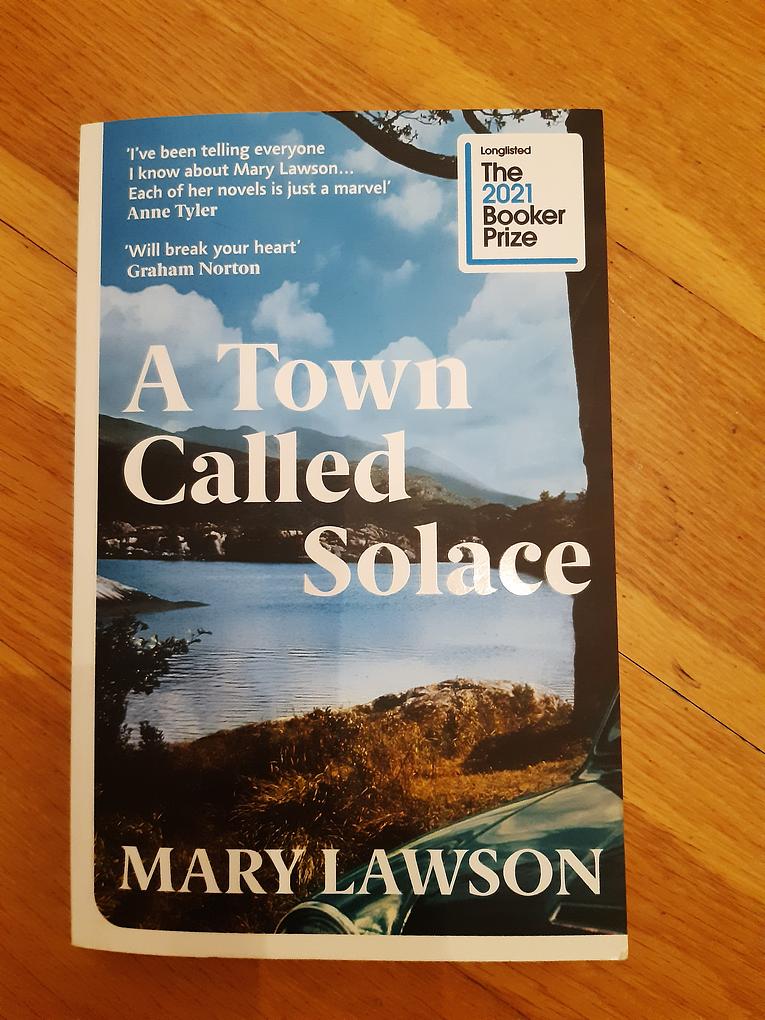 'I've been telling everyone
I know about Mary Lawson...
Each of her novels is just a marvel'
Anne Tyler
'Will break your heart'
Graham Norton
Longlisted
The
2021
Booker
Prize
A Town
Called
Solace
MARY LAWSON